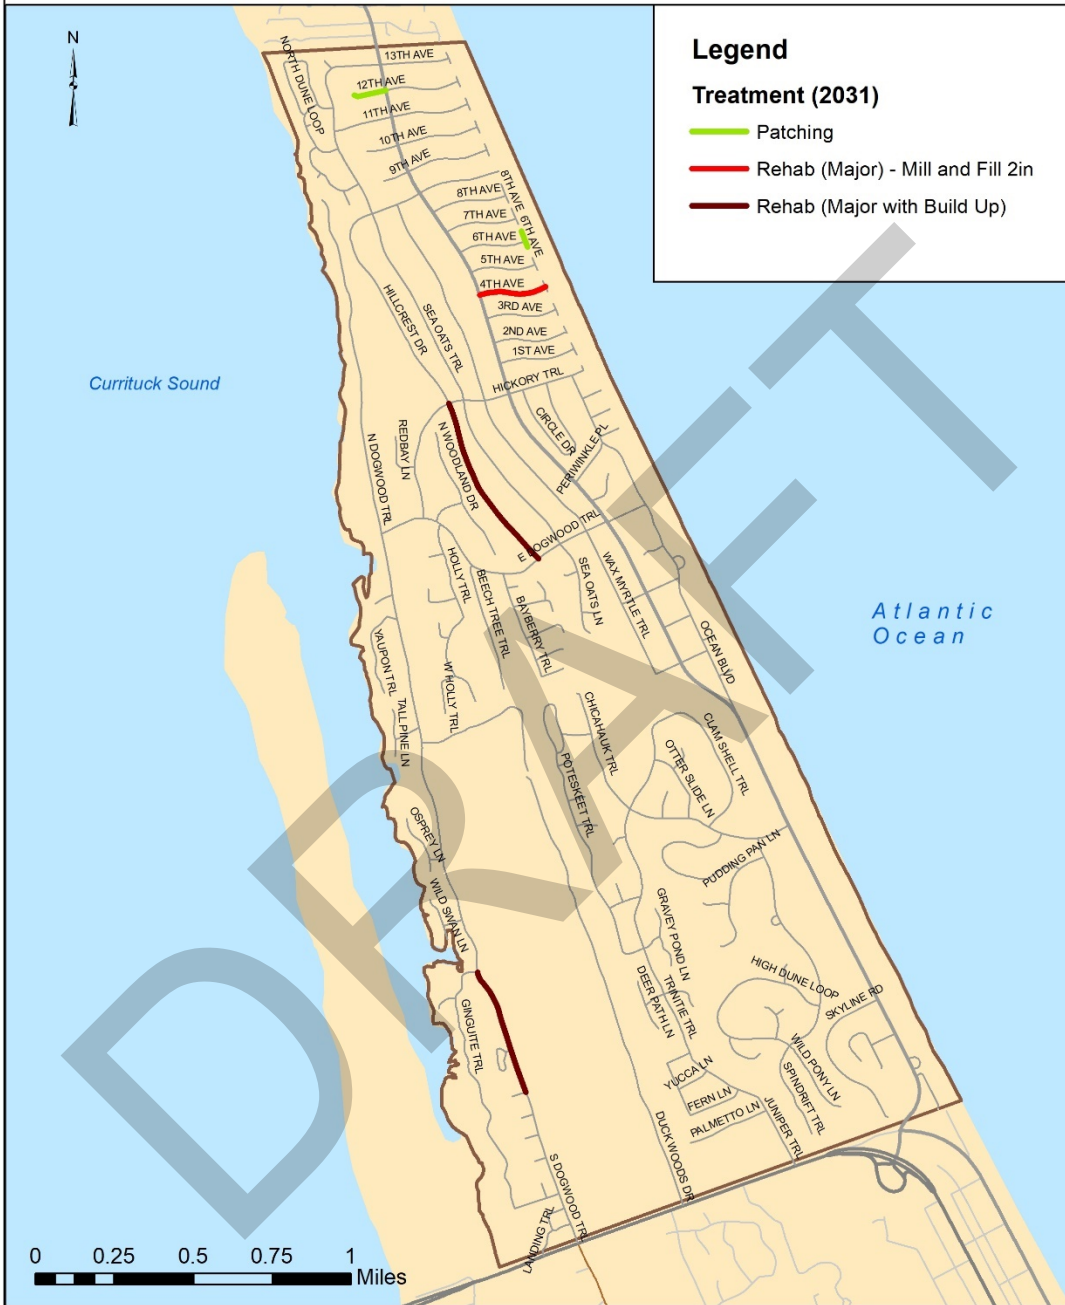 N
Legend
Treatment (2031)
Patching
Rehab (Major) - Mill and Fill 2in
Rehab (Major with Build Up)
NORTH DUNE LOOP
13TH AVE
12TH AVE
11TH AVE
10TH AVE
9TH AVE
8TH AVE
8TH AVE
7TH AVE
6TH AVE
6TH AVE
5TH AVE
4TH AVE
3RD AVE
2ND AVE
1ST AVE
HILLCREST DR
SEA OATS TRL
HICKORY TRL
Currituck Sound
CIRCLE DR
PERIWINKLE PL
REDBAY LN
N WOODLAND DR
N DOGWOOD TRL
E DOGWOOD TRL
HOLLY TRL
BEECH TREE TRL
BAYBERRY TRL
SEA OATS LN
WAX MYRTLE TRL
OCEAN BLVD
Atlantic
Ocean
YAUPON TRL
W HOLLY TRL
TALL PINE LN
CHICAHAUK TRL
POTESKEET TRL
OTTER SLIDE LN
CLAM SHELL TRL
OSPREY LN
PUDDING PAN LN
WILD SWAN LN
GRAVEY POND LN
TRINITIE TRL
DEER PATH LN
HIGH DUNE LOOP
SKYLINE RD
GINGUITE TRL
YUCCA LN
FERN LN
PALMETTO LN
WILD PONY LN
SPINDRIFT TRL
JUNIPER TRL
DUCK WOODS DR
S DOGWOOD TRL
LANDING TRL
0 0.25 0.5 0.75 1
Miles
DRAFT